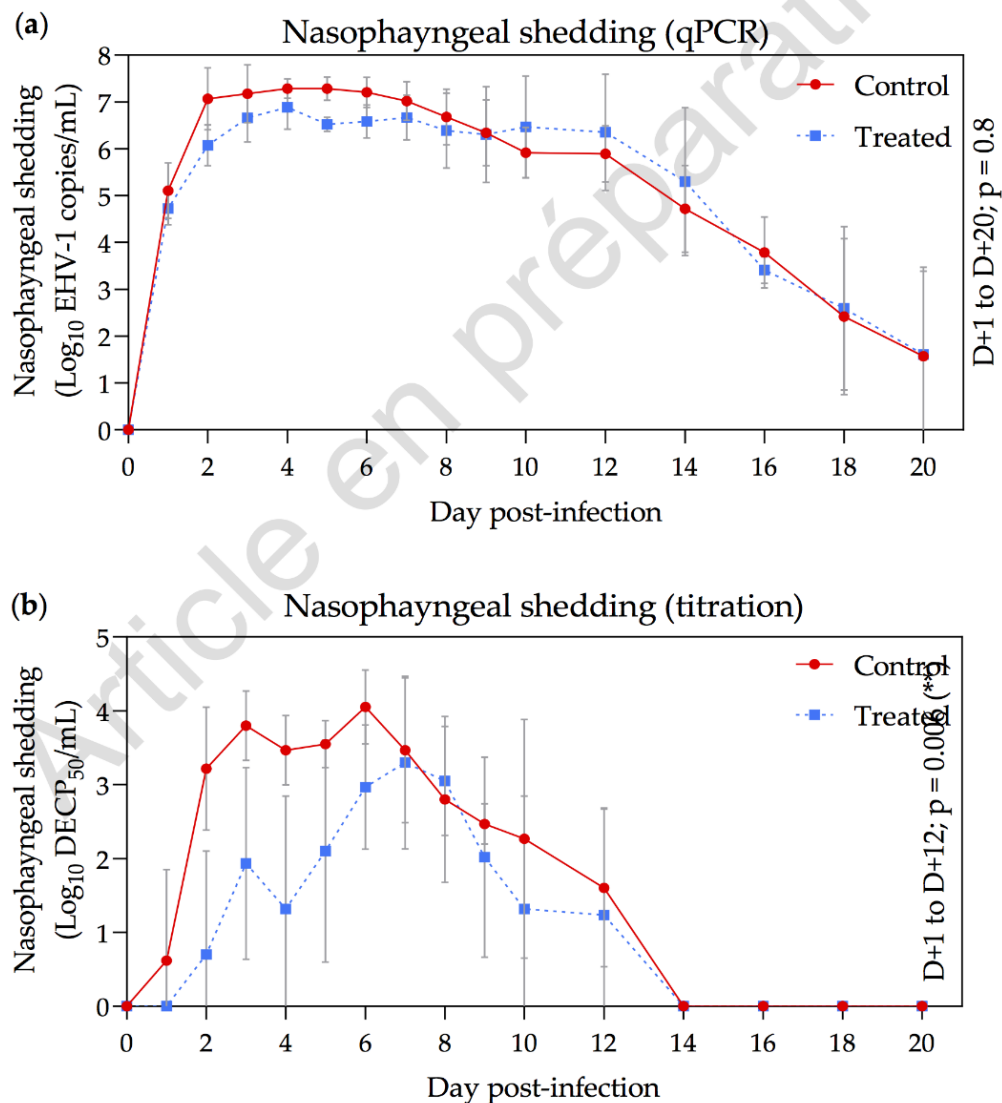 (a)
Nasophayngeal shedding (qPCR)
Nasophayngeal shedding
(Log₁₀ EHV-1 copies/mL)
8
7
6
5
4
3
2
1
0
Control
Treated
D+1 to D+20; p = 0.8
0 2 4 6 8 10 12 14 16 18 20
Day post-infection
(b)
Nasophayngeal shedding (titration)
Nasophayngeal shedding
(Log₁₀ DECP₅₀/mL)
5
4
3
2
1
0
Control
Treated
D+1 to D+12; p = 0.006 (**)
0 2 4 6 8 10 12 14 16 18 20
Day post-infection
Article en préparati